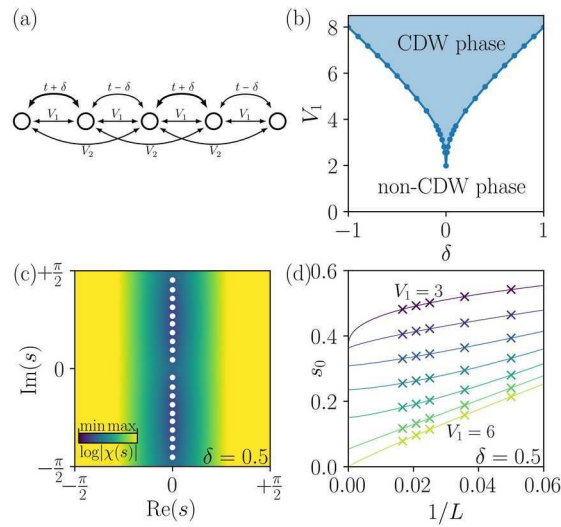 (a)
t + δ
t − δ
t + δ
t − δ
V₁
V₁
V₁
V₁
V₂
V₂
V₂
(b)
CDW phase
non-CDW phase
8
6
4
2
0
V₁
−1
0
1
δ
(c)
+π/2
0
−π/2
Im(s)
min max
log|χ(s)|
δ = 0.5
−π/2
0
+π/2
Re(s)
(d)
0.6
0.4
0.2
0.0
s₀
V₁ = 3
V₁ = 6
δ = 0.5
0.00
0.02
0.04
0.06
1/L